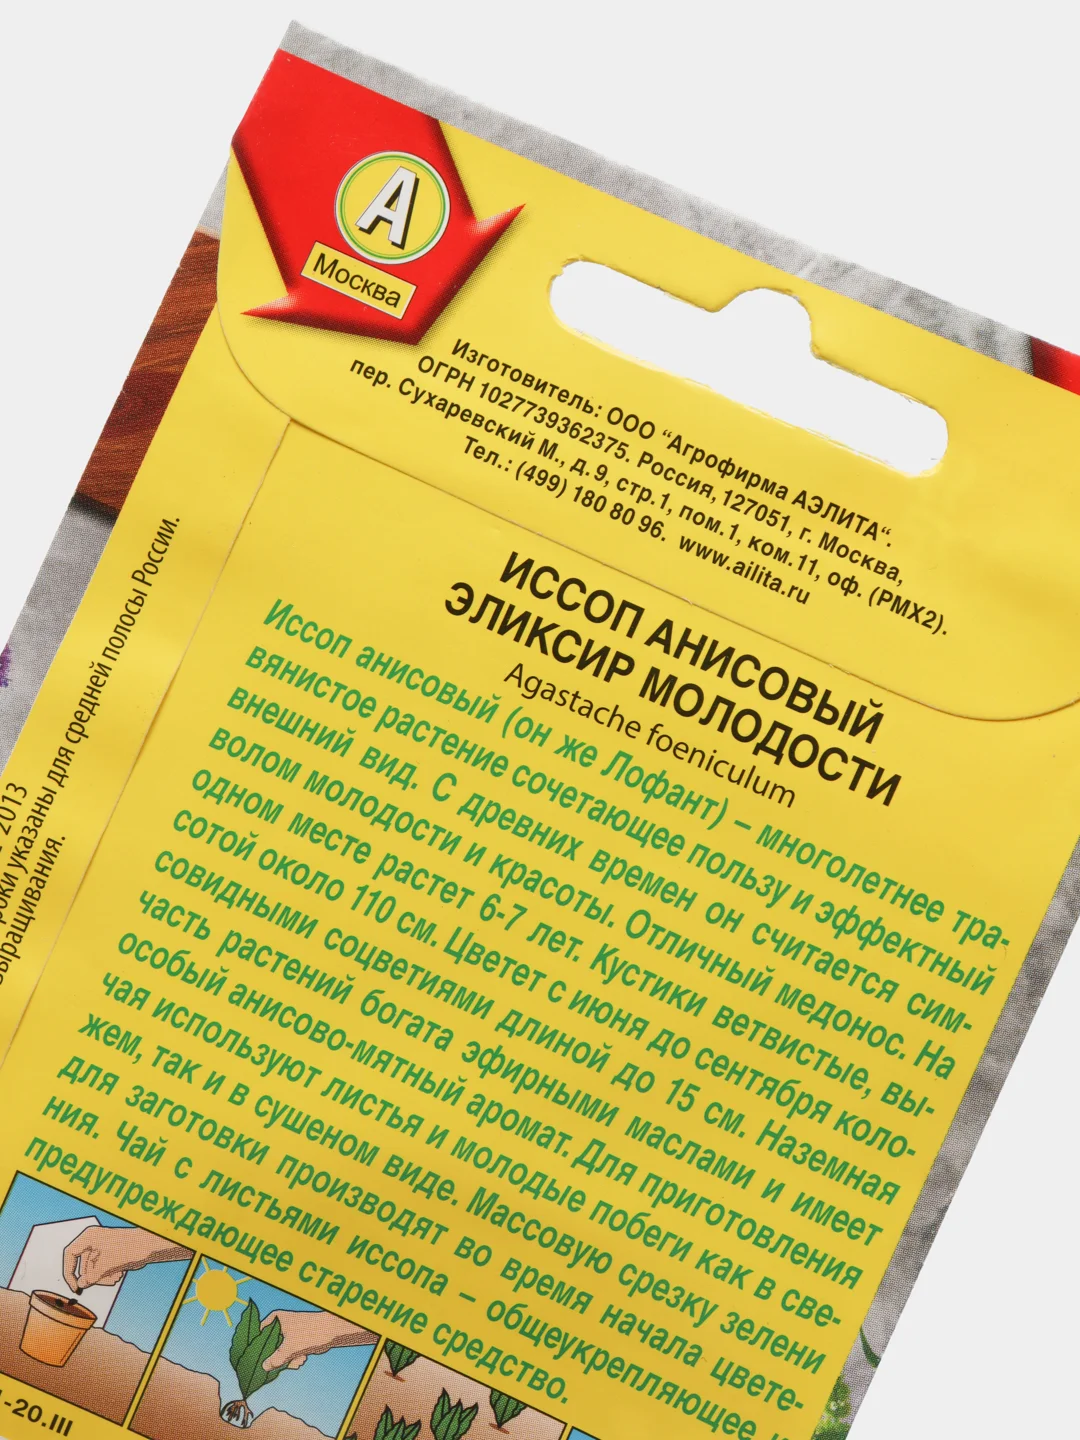 А
Москва
Изготовитель: ООО “Агрофирма АЭЛИТА“.
ОГРН 1027739362375. Россия, 127051, г. Москва,
пер. Сухаревский М., д. 9, стр.1, пом.1, ком.11, оф. (РМХ2).
Тел.: (499) 180 80 96. www.ailita.ru
ИССОП АНИСОВЫЙ
ЭЛИКСИР МОЛОДОСТИ
Agastache foeniculum
Иссоп анисовый (он же Лофант) – многолетнее тра-
вянистое растение сочетающее пользу и эффектный
внешний вид. С древних времен он считается сим-
волом молодости и красоты. Отличный медонос. На
одном месте растет 6-7 лет. Кустики ветвистые, вы-
сотой около 110 см. Цветет с июня до сентября коло-
совидными соцветиями длиной до 15 см. Наземная
часть растений богата эфирными маслами и имеет
особый анисово-мятный аромат. Для приготовления
чая используют листья и молодые побеги как в све-
жем, так и в сушеном виде. Массовую срезку зелени
для заготовки производят во время начала цвете-
ния. Чай с листьями иссопа – общеукрепляющее и
предупреждающее старение средство.
2013
роки указаны для средней полосы России.
выращивания.
-20.III